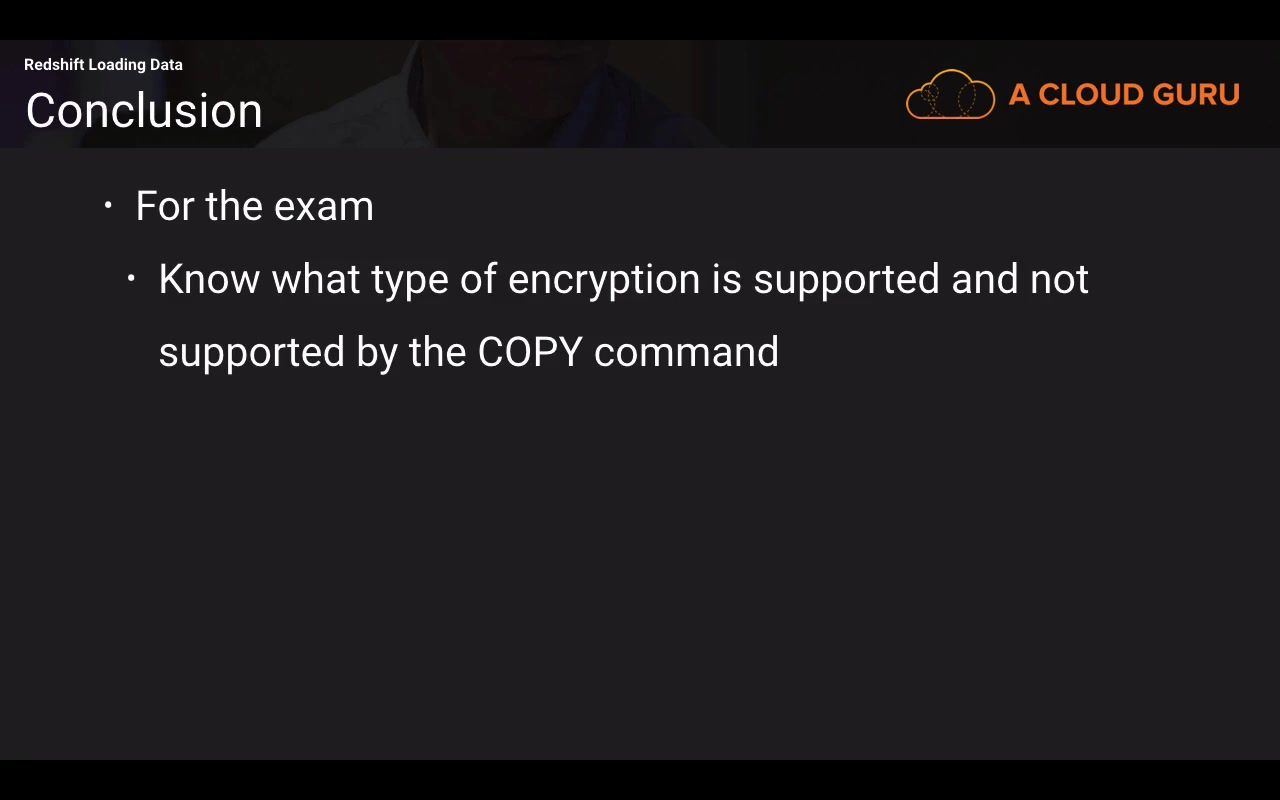 Redshift Loading Data
Conclusion
A CLOUD GURU
• For the exam
• Know what type of encryption is supported and not
supported by the COPY command